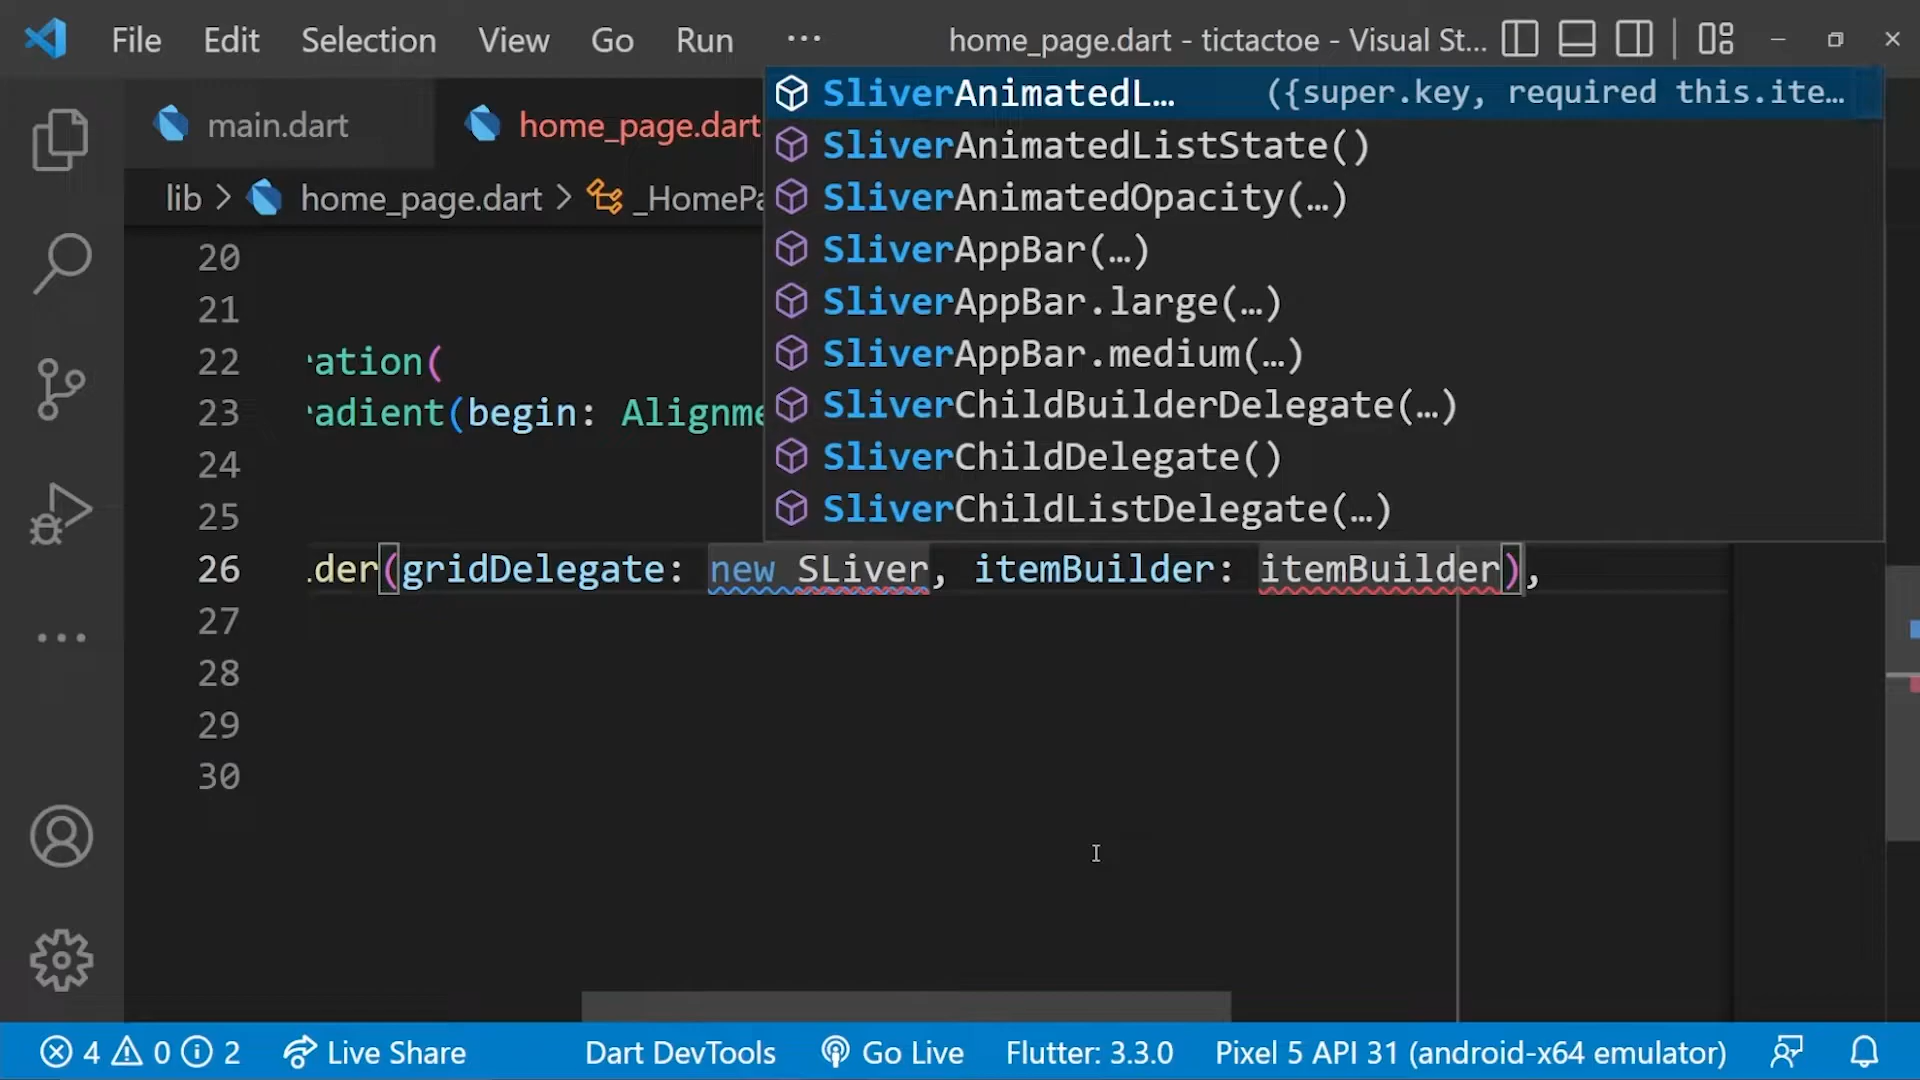 File Edit Selection View Go Run ··· home_page.dart - tictactoe - Visual St...
main.dart home_page.dart
lib > home_page.dart > _HomePa
SliverAnimatedL… ({super.key, required this.ite…
SliverAnimatedListState()
SliverAnimatedOpacity(…)
SliverAppBar(…)
SliverAppBar.large(…)
SliverAppBar.medium(…)
SliverChildBuilderDelegate(…)
SliverChildDelegate()
SliverChildListDelegate(…)
20
21
22 ration(
23 radient(begin: Alignme
24
25
26 .der(gridDelegate: new SLiver, itemBuilder: itemBuilder),
27
28
29
30
4 0 2 Live Share Dart DevTools Go Live Flutter: 3.3.0 Pixel 5 API 31 (android-x64 emulator)